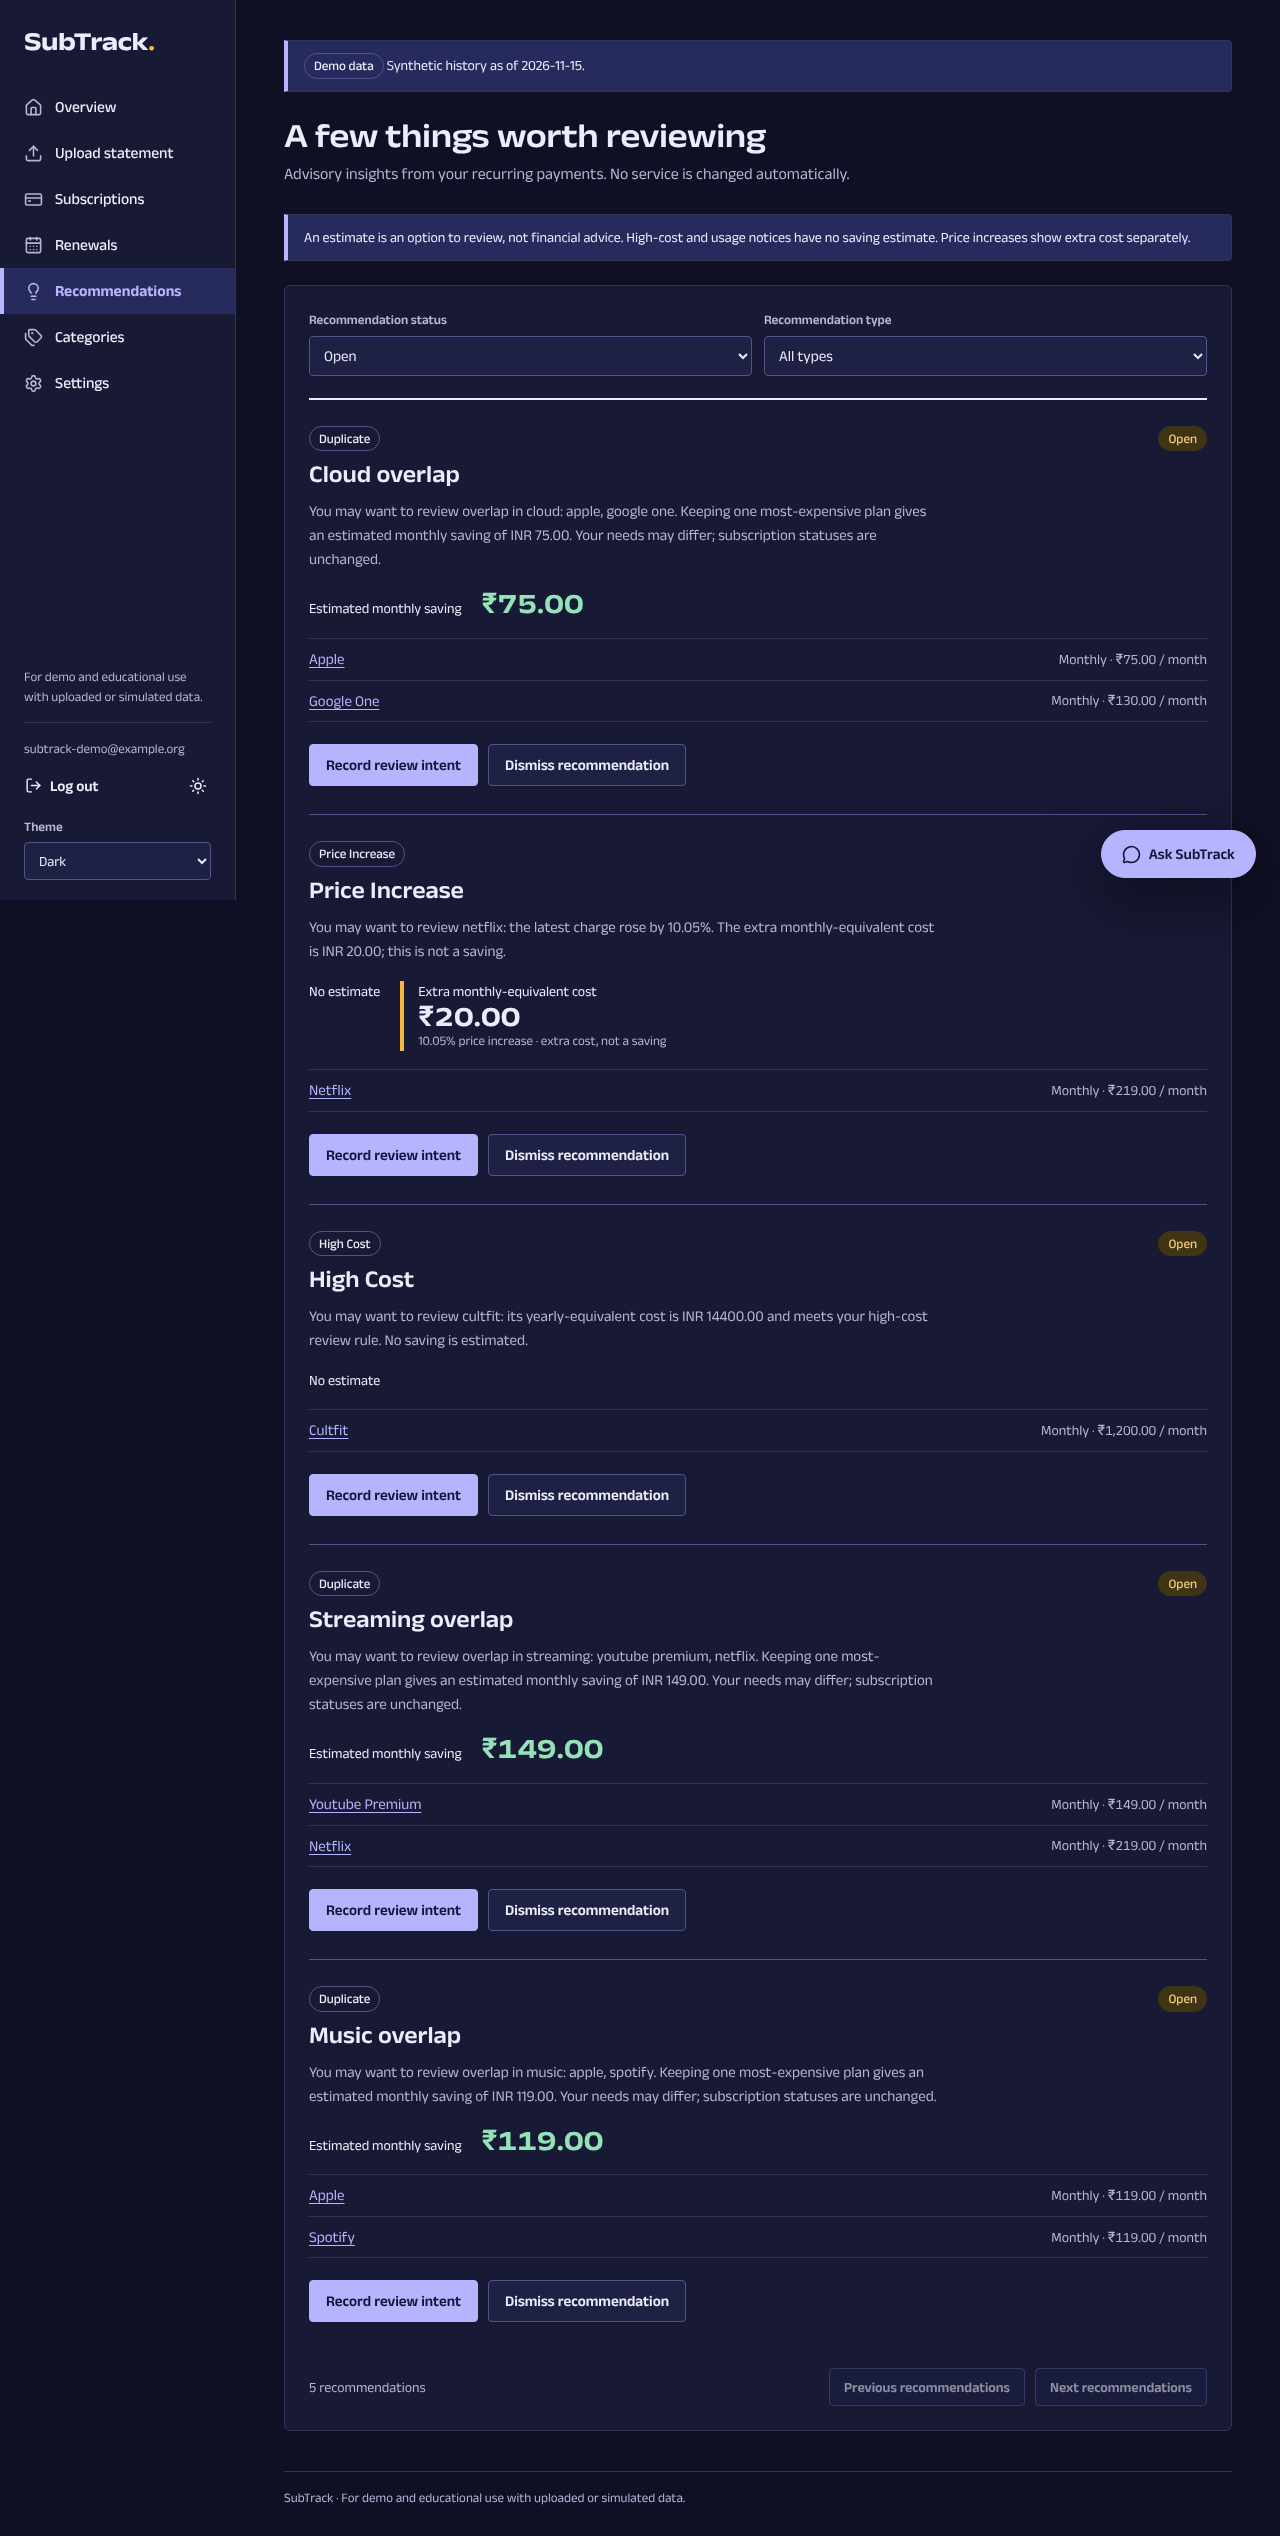 SubTrack.
Overview
Upload statement
Subscriptions
Renewals
Recommendations
Categories
Settings
For demo and educational use
with uploaded or simulated data.
subtrack-demo@example.org
Log out
Theme
Dark
Demo data Synthetic history as of 2026-11-15.
A few things worth reviewing
Advisory insights from your recurring payments. No service is changed automatically.
An estimate is an option to review, not financial advice. High-cost and usage notices have no saving estimate. Price increases show extra cost separately.
Recommendation status
Recommendation type
Open
All types
Duplicate
Open
Cloud overlap
You may want to review overlap in cloud: apple, google one. Keeping one most-expensive plan gives
an estimated monthly saving of INR 75.00. Your needs may differ; subscription statuses are
unchanged.
Estimated monthly saving ₹75.00
Apple Monthly · ₹75.00 / month
Google One Monthly · ₹130.00 / month
Record review intent Dismiss recommendation
Price Increase
Ask SubTrack
Price Increase
You may want to review netflix: the latest charge rose by 10.05%. The extra monthly-equivalent cost
is INR 20.00; this is not a saving.
No estimate
Extra monthly-equivalent cost
₹20.00
10.05% price increase · extra cost, not a saving
Netflix Monthly · ₹219.00 / month
Record review intent Dismiss recommendation
High Cost
Open
High Cost
You may want to review cultfit: its yearly-equivalent cost is INR 14400.00 and meets your high-cost
review rule. No saving is estimated.
No estimate
Cultfit Monthly · ₹1,200.00 / month
Record review intent Dismiss recommendation
Duplicate
Open
Streaming overlap
You may want to review overlap in streaming: youtube premium, netflix. Keeping one most-
expensive plan gives an estimated monthly saving of INR 149.00. Your needs may differ; subscription
statuses are unchanged.
Estimated monthly saving ₹149.00
Youtube Premium Monthly · ₹149.00 / month
Netflix Monthly · ₹219.00 / month
Record review intent Dismiss recommendation
Duplicate
Open
Music overlap
You may want to review overlap in music: apple, spotify. Keeping one most-expensive plan gives an
estimated monthly saving of INR 119.00. Your needs may differ; subscription statuses are unchanged.
Estimated monthly saving ₹119.00
Apple Monthly · ₹119.00 / month
Spotify Monthly · ₹119.00 / month
Record review intent Dismiss recommendation
5 recommendations
Previous recommendations Next recommendations
SubTrack · For demo and educational use with uploaded or simulated data.